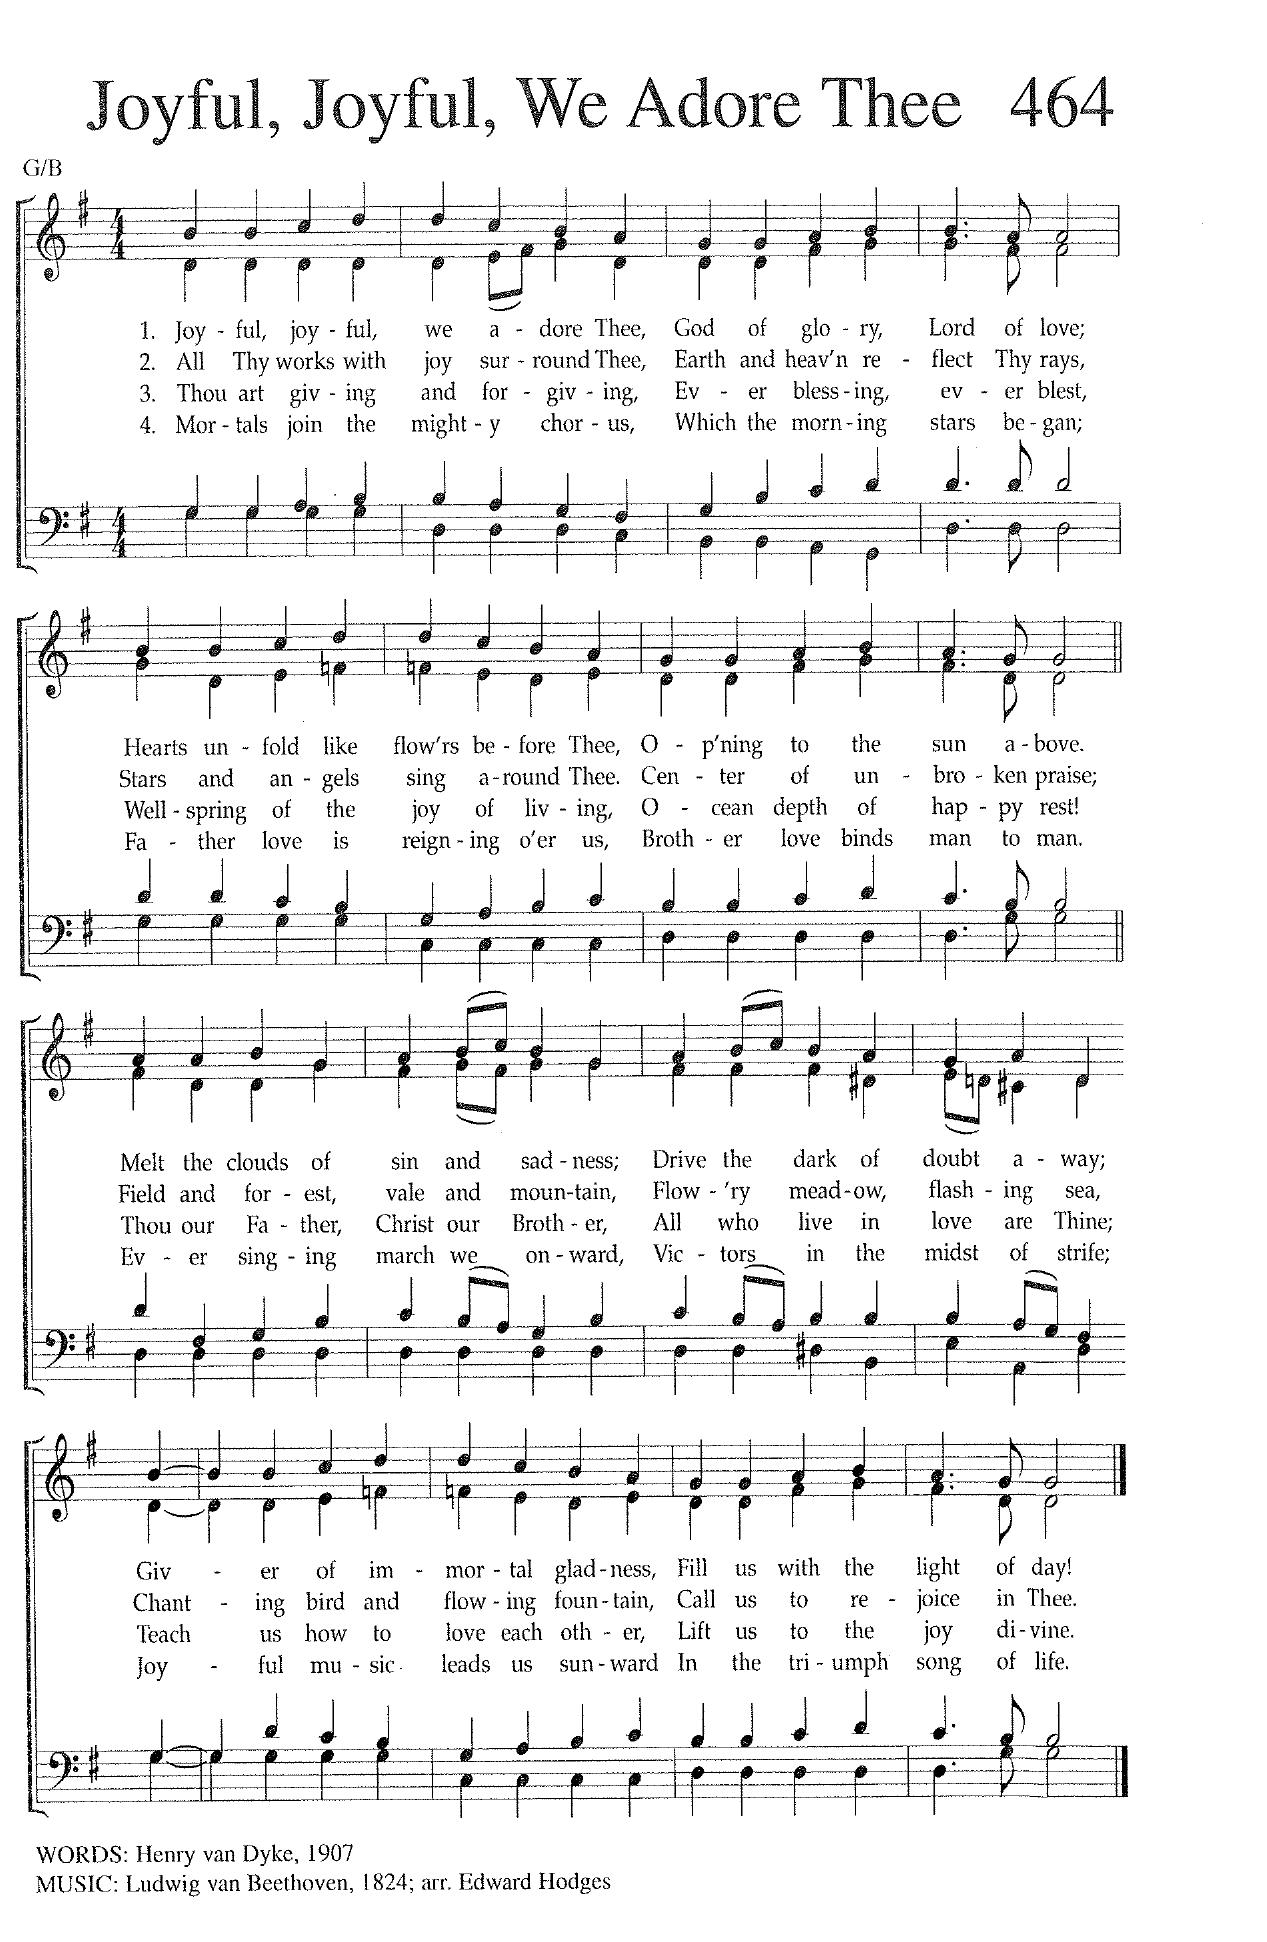 Joyful, Joyful, We Adore Thee 464
G/B
1. Joy - ful, joy - ful, we a - dore Thee, God of glo - ry, Lord of love;
2. All Thy works with joy sur - round Thee, Earth and heav'n re - flect Thy rays,
3. Thou art giv - ing and for - giv - ing, Ev - er bless - ing, ev - er blest,
4. Mor - tals join the might - y chor - us, Which the morn - ing stars be - gan;
Hearts un - fold like flow'rs be - fore Thee, O - p'ning to the sun a - bove.
Stars and an - gels sing a - round Thee. Cen - ter of un - bro - ken praise;
Well - spring of the joy of liv - ing, O - cean depth of hap - py rest!
Fa - ther love is reign - ing o'er us, Broth - er love binds man to man.
Melt the clouds of sin and sad - ness; Drive the dark of doubt a - way;
Field and for - est, vale and moun - tain, Flow - 'ry mead - ow, flash - ing sea,
Thou our Fa - ther, Christ our Broth - er, All who live in love are Thine;
Ev - er sing - ing march we on - ward, Vic - tors in the midst of strife;
Giv - er of im - mor - tal glad - ness, Fill us with the light of day!
Chant - ing bird and flow - ing foun - tain, Call us to re - joice in Thee.
Teach us how to love each oth - er, Lift us to the joy di - vine.
Joy - ful mu - sic leads us sun - ward In the tri - umph song of life.
WORDS: Henry van Dyke, 1907
MUSIC: Ludwig van Beethoven, 1824; arr. Edward Hodges